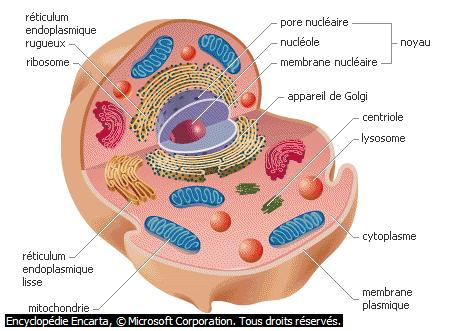 réticulum
endoplasmique
rugueux
ribosome
pore nucléaire
nucléole
membrane nucléaire
noyau
appareil de Golgi
centriole
lysosome
cytoplasme
membrane
plasmique
réticulum
endoplasmique
lisse
mitochondrie
Encyclopédie Encarta, © Microsoft Corporation. Tous droits réservés.